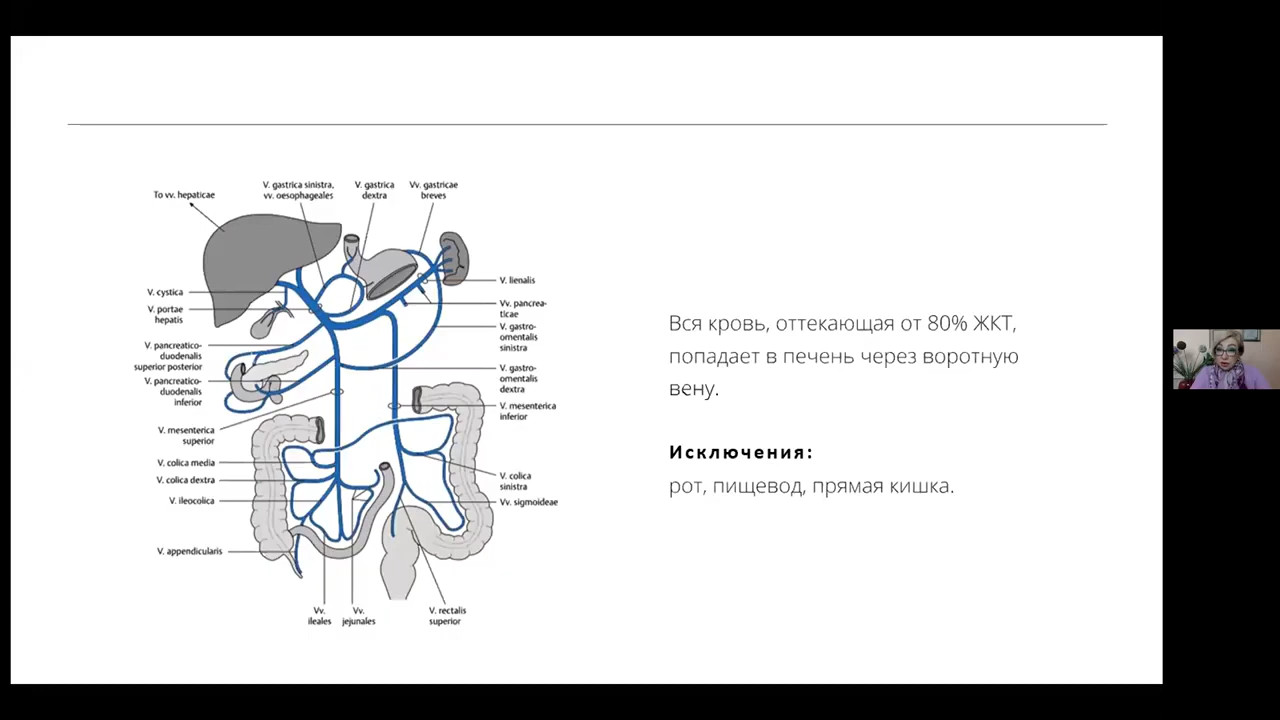 To vv. hepaticae
V. gastrica sinistra,
vv. oesophageales
V. gastrica
dextra
Vv. gastricae
breves
V. cystica
V. portae
hepatis
V. pancreatico-
duodenalis
superior posterior
V. pancreatico-
duodenalis
inferior
V. mesenterica
superior
V. colica media
V. colica dextra
V. ileocolica
V. appendicularis
Vv.
ileales
Vv.
jejunales
V. rectalis
superior
V. lienalis
Vv. pancrea-
ticae
V. gastro-
omentalis
sinistra
V. gastro-
omentalis
dextra
V. mesenterica
inferior
V. colica
sinistra
Vv. sigmoideae
Вся кровь, оттекающая от 80% ЖКТ,
попадает в печень через воротную
вену.
Исключения:
рот, пищевод, прямая кишка.